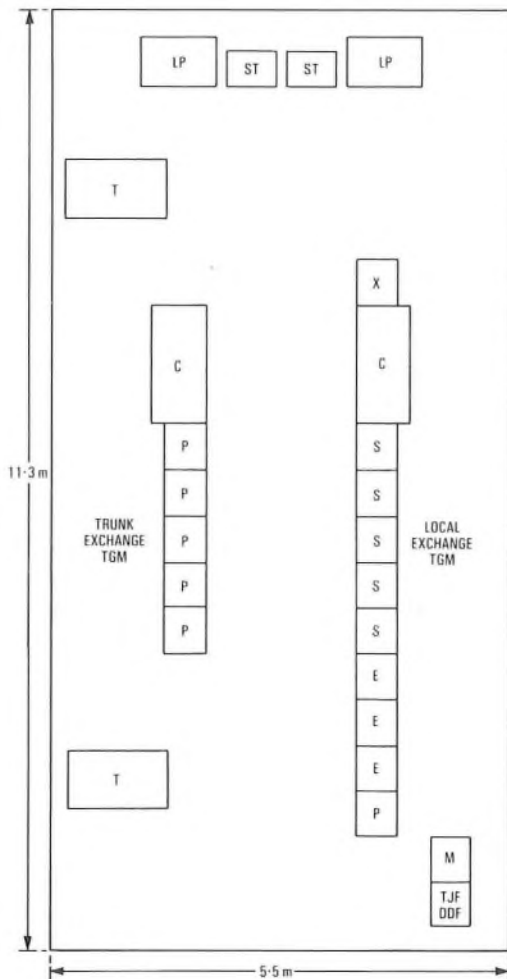 LP
ST
ST
LP
T
X
C
C
P
S
P
S
11·3 m
TRUNK
EXCHANGE
TGM
P
S
LOCAL
EXCHANGE
TGM
P
S
P
S
E
E
T
E
P
M
TJF
DDF
5·5 m